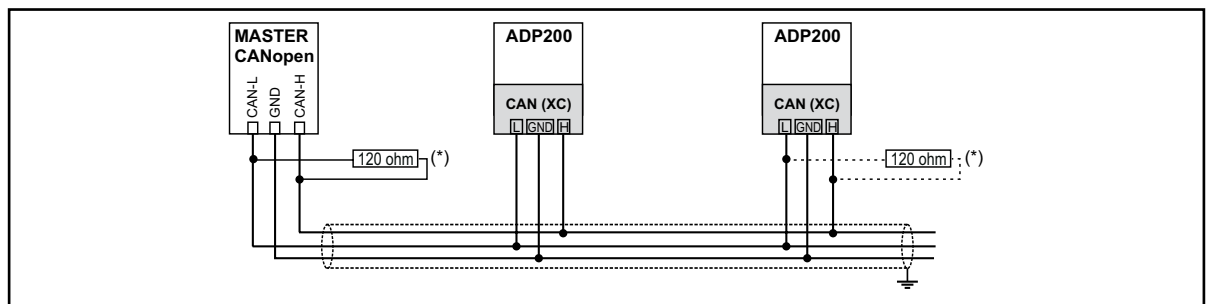 MASTER
CANopen
CAN-L
GND
CAN-H
120 ohm
(*)
ADP200
CAN (XC)
L GND H
ADP200
CAN (XC)
L GND H
120 ohm
(*)